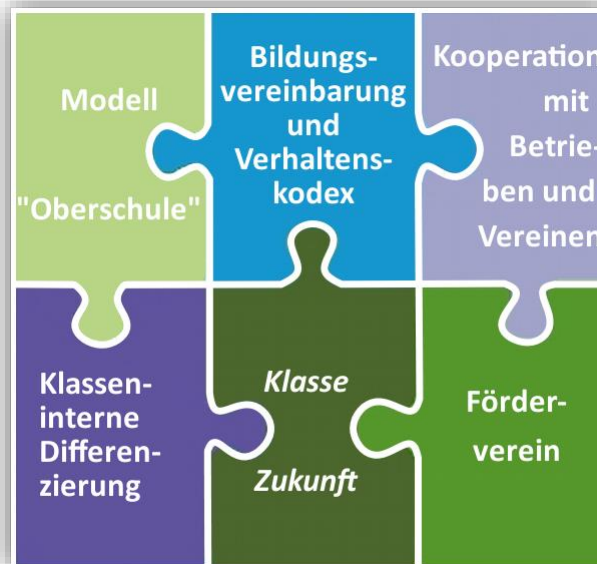 Modell
"Oberschule"
Bildungs-
vereinbarung
und
Verhaltens-
kodex
Kooperation
mit
Betrie-
ben und
Vereinen
Klassen-
interne
Differen-
zierung
Klasse
Zukunft
Förder-
verein